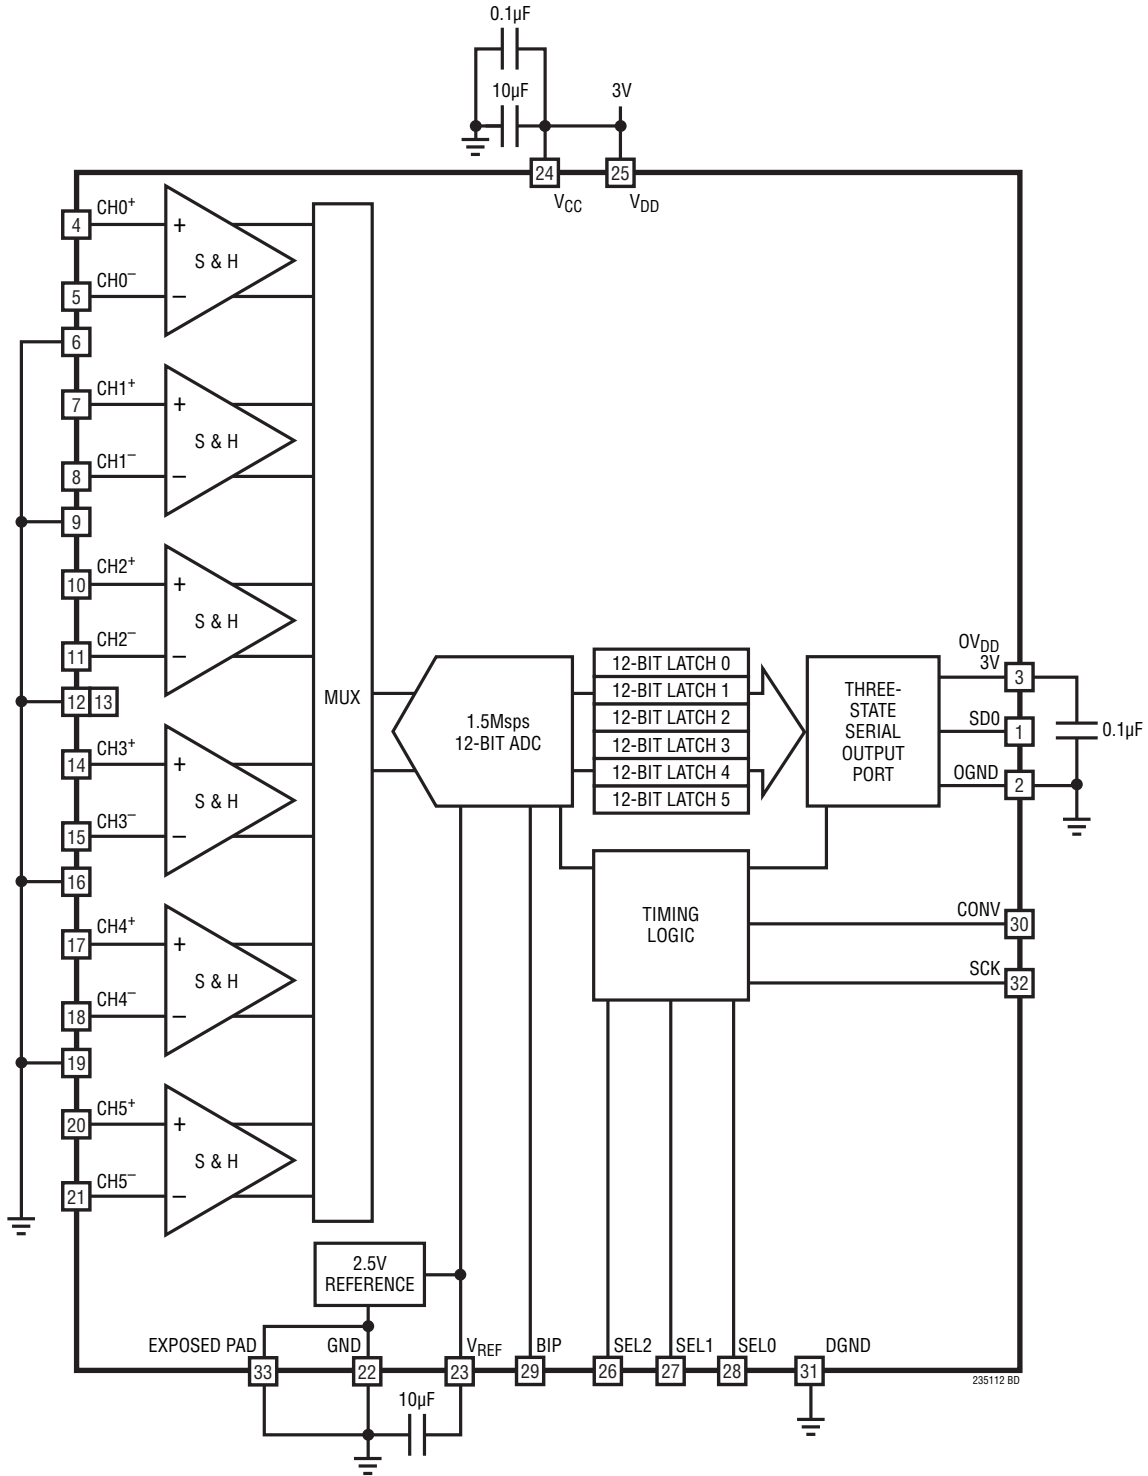 0.1µF
10µF
3V
24
25
VCC
VDD
4
CH0+
+
S & H
5
CH0–
–
6
7
CH1+
+
S & H
8
CH1–
–
9
10
CH2+
+
S & H
11
CH2–
–
12
13
14
CH3+
+
S & H
15
CH3–
–
16
17
CH4+
+
S & H
18
CH4–
–
19
20
CH5+
+
S & H
21
CH5–
–
MUX
1.5Msps
12-BIT ADC
12-BIT LATCH 0
12-BIT LATCH 1
12-BIT LATCH 2
12-BIT LATCH 3
12-BIT LATCH 4
12-BIT LATCH 5
THREE-
STATE
SERIAL
OUTPUT
PORT
OVDD
3V
3
SD0
1
0.1µF
OGND
2
TIMING
LOGIC
CONV
30
SCK
32
2.5V
REFERENCE
EXPOSED PAD
GND
VREF
BIP
SEL2
SEL1
SEL0
DGND
33
22
23
29
26
27
28
31
10µF
235112 BD